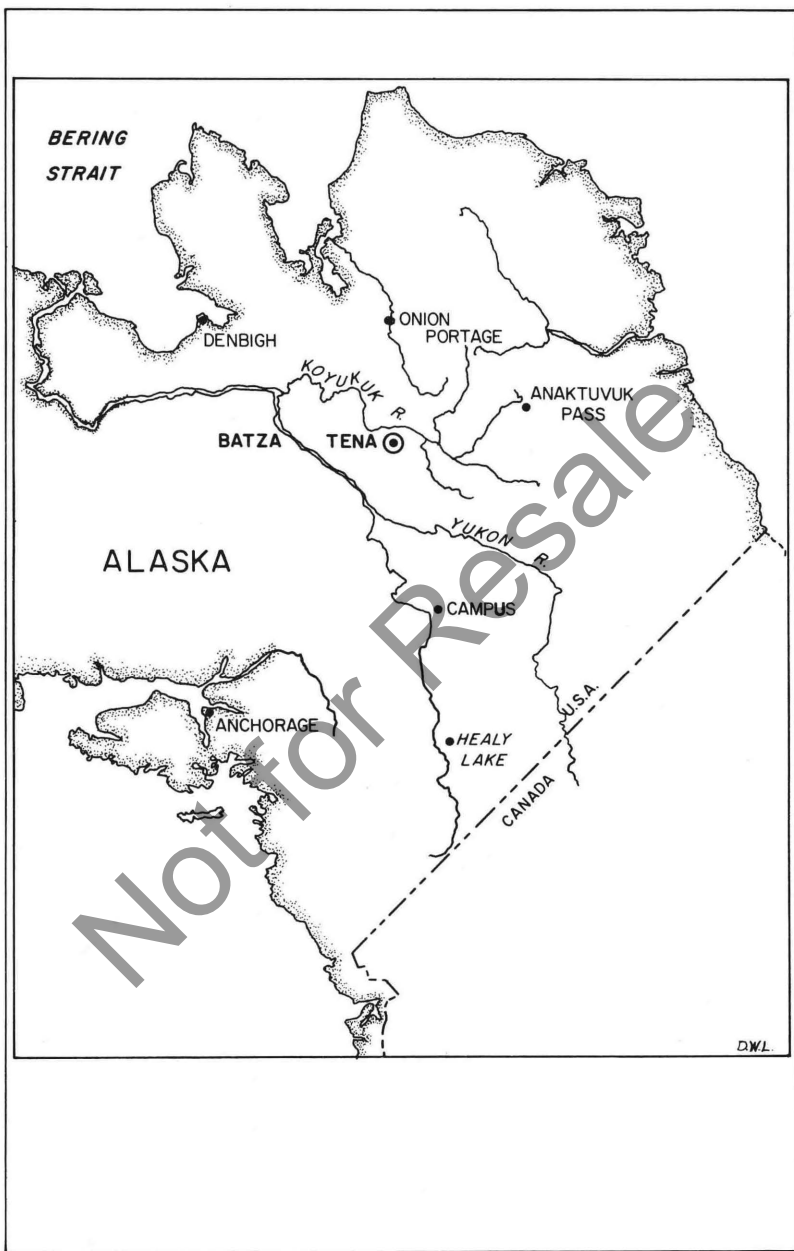 BERING
STRAIT
DENBIGH
ONION
PORTAGE
KOYUKUK R.
ANAKTUVUK
PASS
BATZA TENA
YUKON R.
ALASKA
CAMPUS
U.S.A.
ANCHORAGE
HEALY
LAKE
CANADA
Not for Resale
D.W.L.